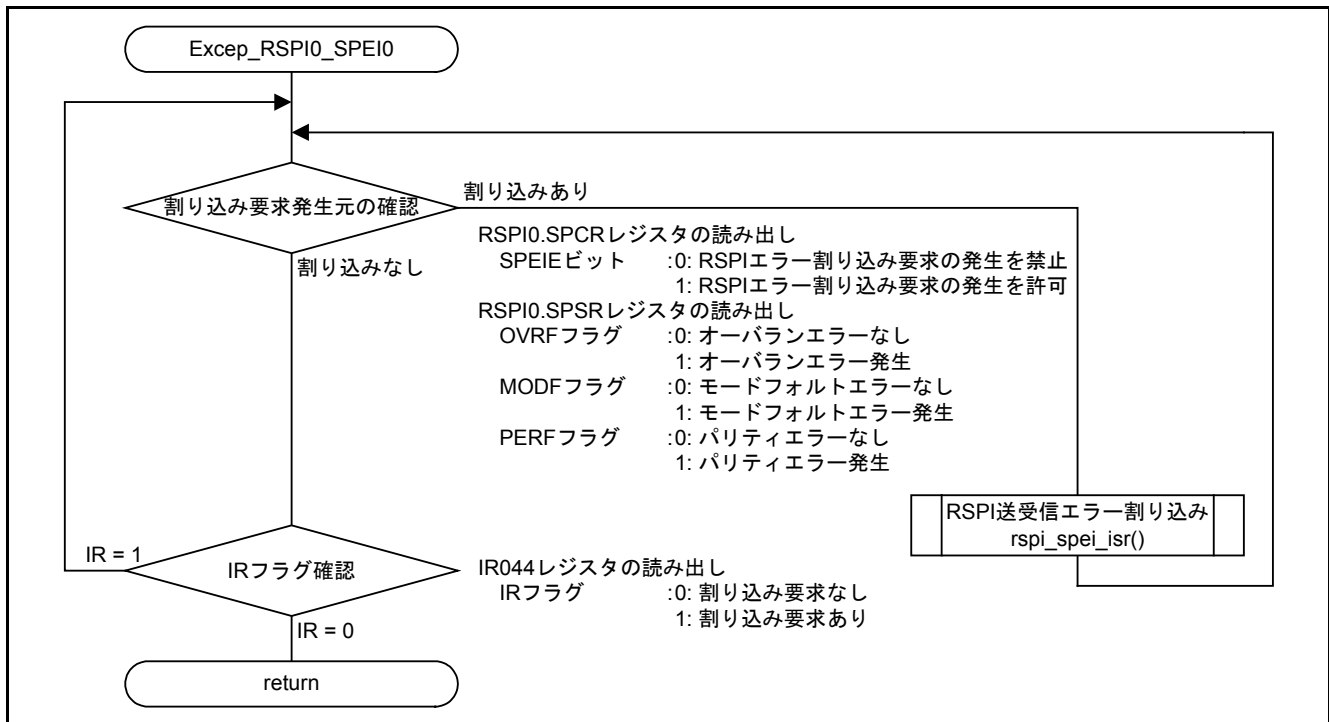 Excep_RSPI0_SPEI0
割り込み要求発生元の確認
割り込みあり
割り込みなし
RSPI0.SPCRレジスタの読み出し
SPEIEビット :0: RSPIエラー割り込み要求の発生を禁止
1: RSPIエラー割り込み要求の発生を許可
RSPI0.SPSRレジスタの読み出し
OVRFフラグ :0: オーバランエラーなし
1: オーバランエラー発生
MODFフラグ :0: モードフォルトエラーなし
1: モードフォルトエラー発生
PERFフラグ :0: パリティエラーなし
1: パリティエラー発生
RSPI送受信エラー割り込み
rspi_spei_isr()
IR = 1
IRフラグ確認
IR044レジスタの読み出し
IRフラグ :0: 割り込み要求なし
1: 割り込み要求あり
IR = 0
return